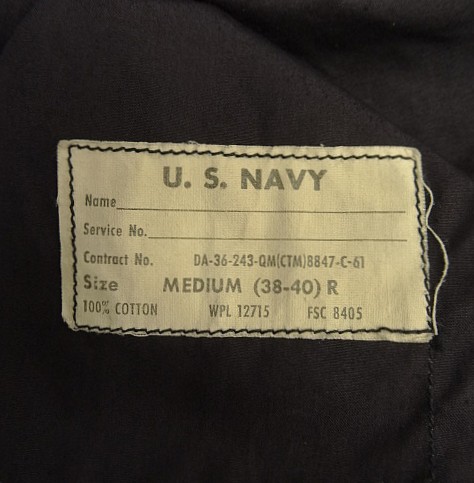 U. S. NAVY
Name
Service No.
Contract No. DA-36-243-QM(CTM)8847-C-61
Size MEDIUM (38-40) R
100% COTTON WPL 12715 FSC 8405